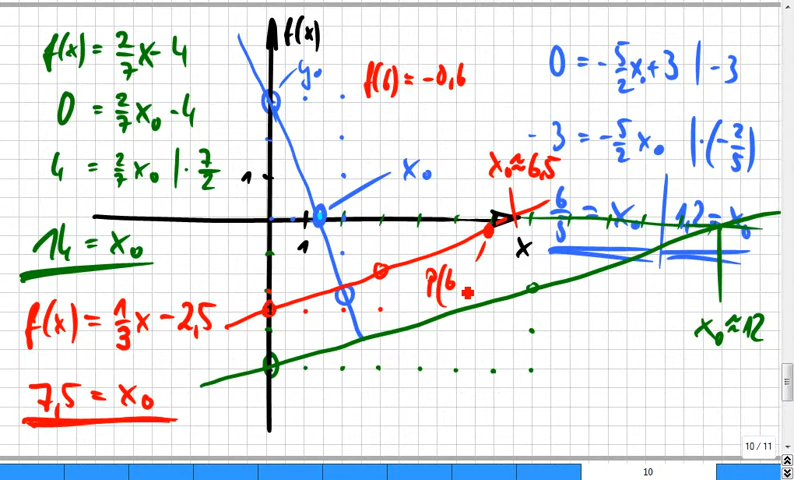 f(x) = 2/7 x - 4
0 = 2/7 x₀ - 4
4 = 2/7 x₀ | · 7/2
14 = x₀
f(x) = 1/3 x - 2,5
7,5 = x₀
f(x)
y₀
f(6) = -0,6
x₀
1
1
x
x₀ ≈ 6,5
P(6
0 = -5/2 x₀ + 3 | -3
-3 = -5/2 x₀ | · (-2/5)
6/5 = x₀ | 1,2 = x₀
x₀ ≈ 12
10 / 11
10